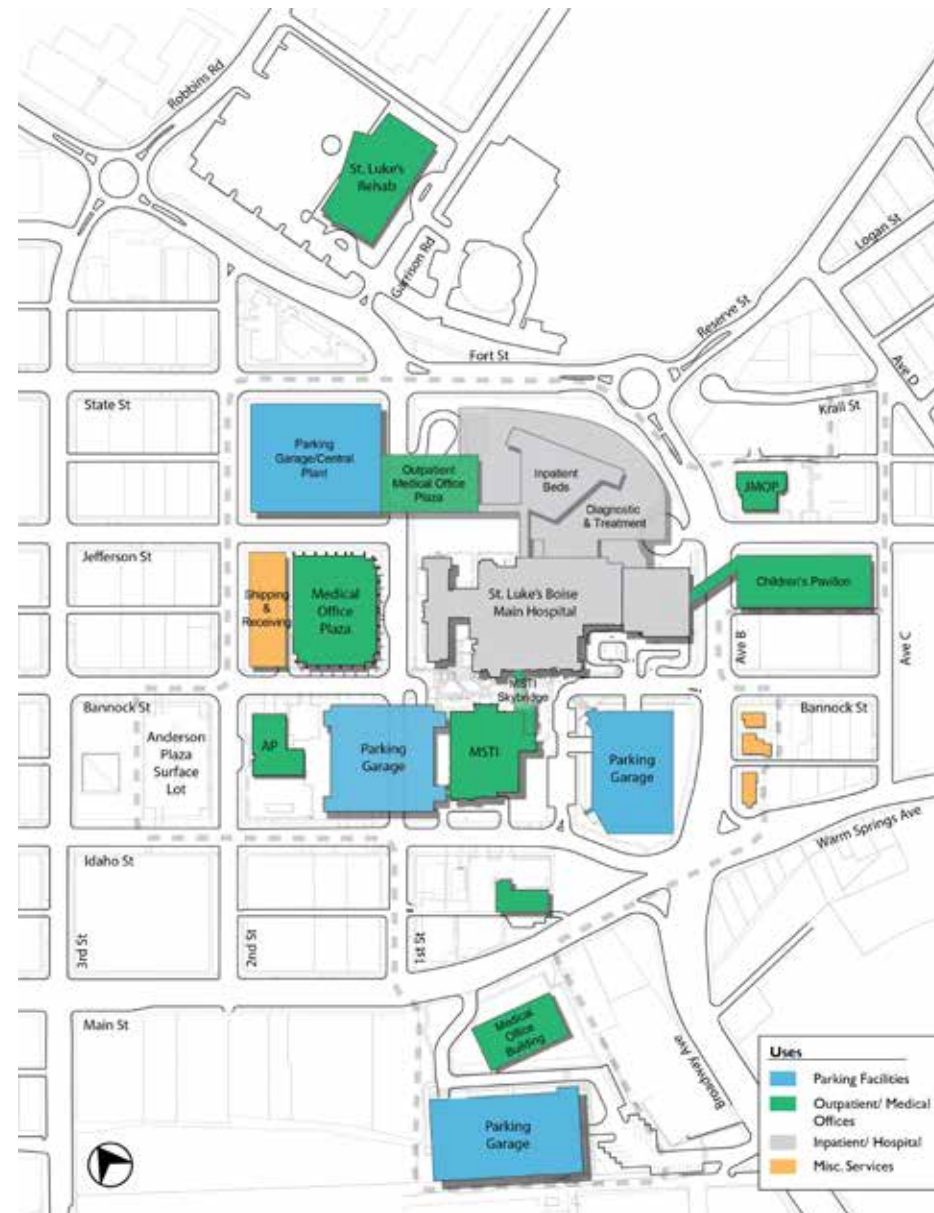 Robbins Rd
St. Luke's
Rehab
Garrison Rd
Logan St
Reserve St
Fort St
Ave D
State St
Krall St
Parking
Garage/Central
Plant
Outpatient
Medical Office
Plaza
Inpatient
Beds
JMOP
Diagnostic
& Treatment
Jefferson St
Shipping
&
Receiving
Medical
Office
Plaza
St. Luke's Boise
Main Hospital
Children's Pavilion
Ave B
Ave C
MSTI
Skybridge
Bannock St
Anderson
Plaza
Surface
Lot
AP
Parking
Garage
MSTI
Parking
Garage
Bannock St
Warm Springs Ave
Idaho St
3rd St
2nd St
1st St
Main St
Medical
Office
Building
Broadway Ave
Parking
Garage
Uses
Parking Facilities
Outpatient/ Medical
Offices
Inpatient/ Hospital
Misc. Services